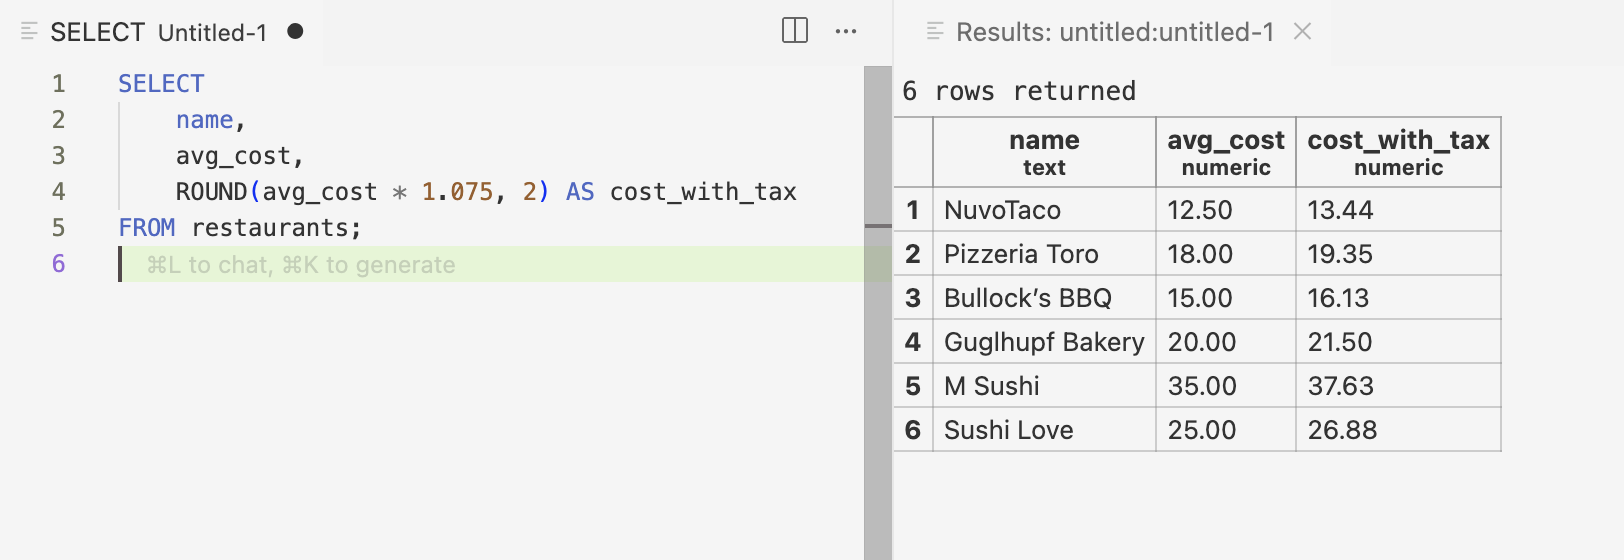 SELECT Untitled-1 ●
Results: untitled:untitled-1
1 SELECT
2 name,
3 avg_cost,
4 ROUND(avg_cost * 1.075, 2) AS cost_with_tax
5 FROM restaurants;
6 ⌘L to chat, ⌘K to generate
6 rows returned
name avg_cost cost_with_tax
text numeric numeric
1 NuvoTaco 12.50 13.44
2 Pizzeria Toro 18.00 19.35
3 Bullock’s BBQ 15.00 16.13
4 Guglhupf Bakery 20.00 21.50
5 M Sushi 35.00 37.63
6 Sushi Love 25.00 26.88